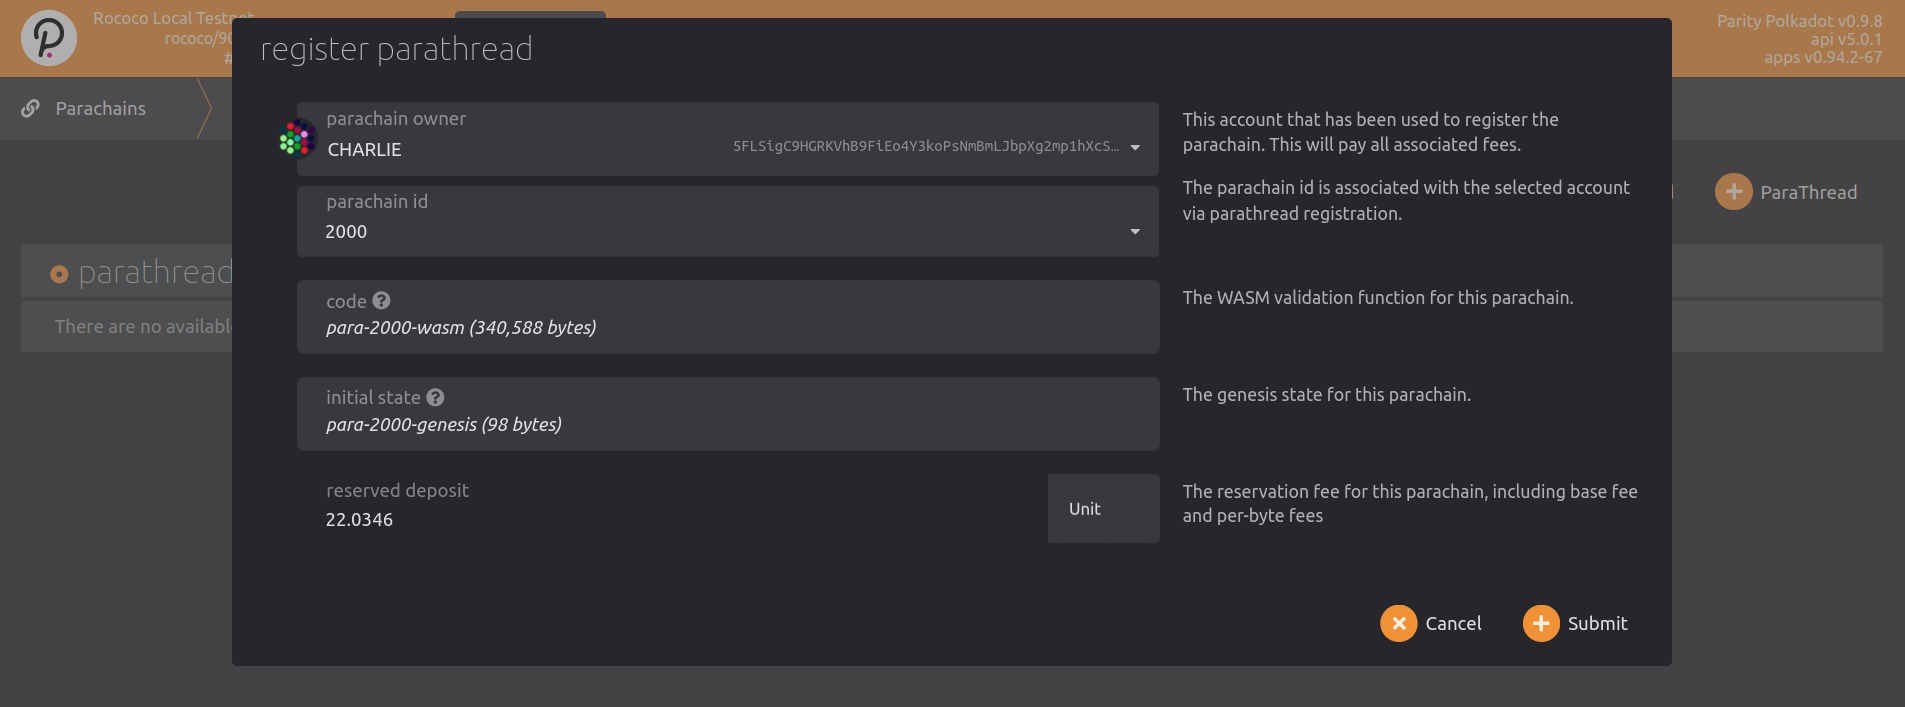 Rococo Local Testnet
rococo/90
#
Parity Polkadot v0.9.8
api v5.0.1
apps v0.94.2-67
Parachains
ParaThread
parathread
There are no available
register parathread
parachain owner
CHARLIE
5FLSigC9HGRKVhB9FiEo4Y3koPsNmBmLJbpXg2mp1hXcS…
This account that has been used to register the
parachain. This will pay all associated fees.
parachain id
2000
The parachain id is associated with the selected account
via parathread registration.
code
para-2000-wasm (340,588 bytes)
The WASM validation function for this parachain.
initial state
para-2000-genesis (98 bytes)
The genesis state for this parachain.
reserved deposit
22.0346
Unit
The reservation fee for this parachain, including base fee
and per-byte fees
Cancel
Submit